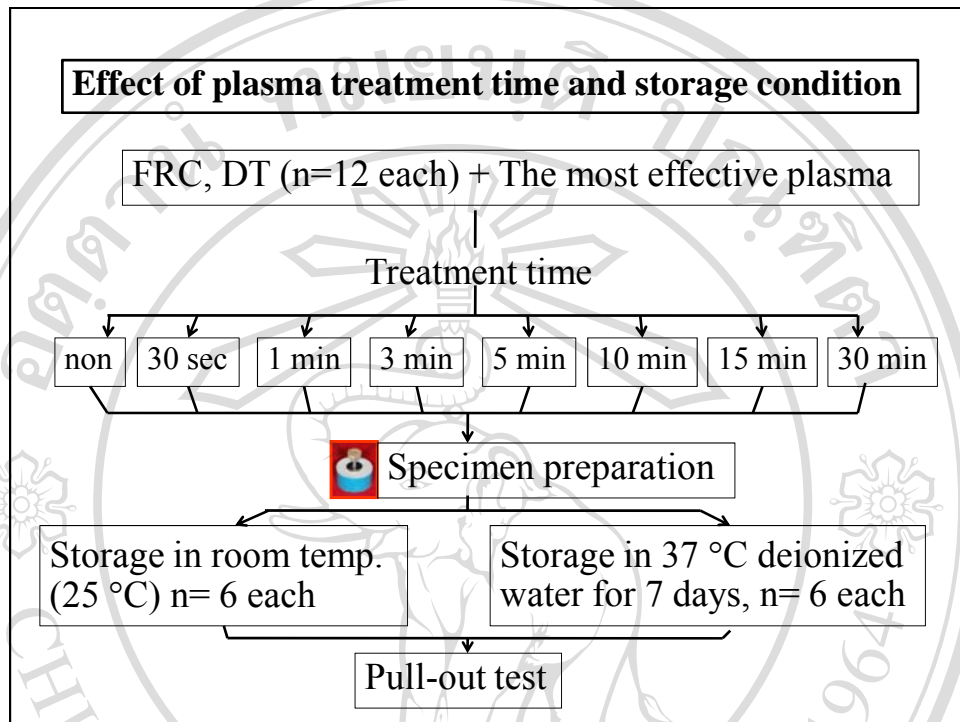 Effect of plasma treatment time and storage condition
FRC, DT (n=12 each) + The most effective plasma
Treatment time
non
30 sec
1 min
3 min
5 min
10 min
15 min
30 min
Specimen preparation
Storage in room temp.
(25 °C) n= 6 each
Storage in 37 °C deionized
water for 7 days, n= 6 each
Pull-out test
1964